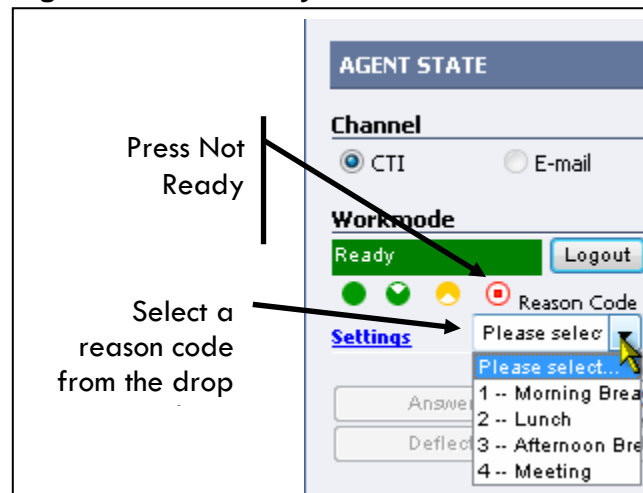 AGENT STATE
Channel
CTI
E-mail
Press Not
Ready
Workmode
Ready
Logout
Reason Code
Select a
reason code
from the drop
Settings
Please selec
Please select...
1 -- Morning Brea
2 -- Lunch
3 -- Afternoon Bre
4 -- Meeting
Answe
Deflect